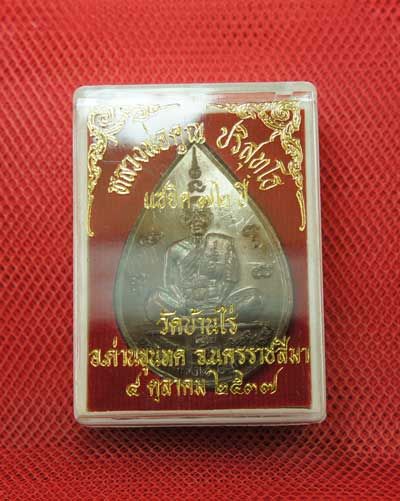 หลวงพ่อคูณ ปริสุทโธ
แซยิด ๗๒ ปี
วัดบ้านไร่
อ.ด่านขุนทด จ.นครราชสีมา
๔ ตุลาคม ๒๕๓๗